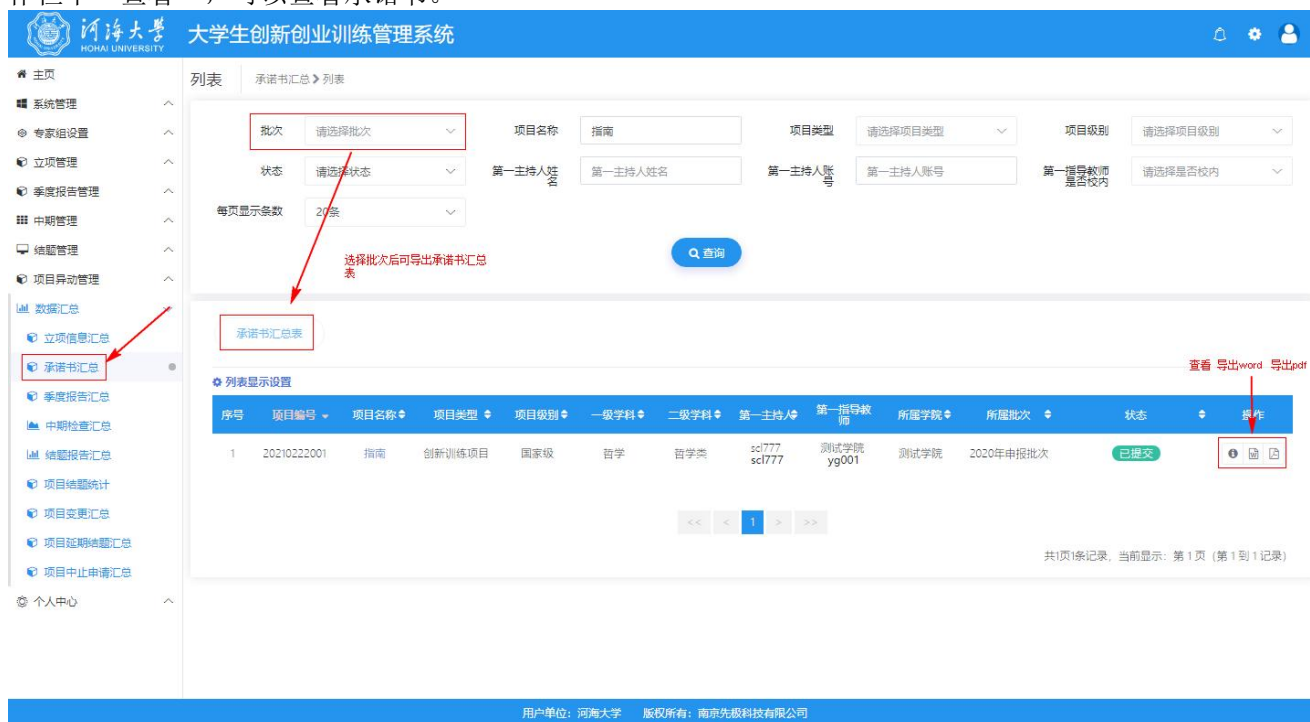 作栏中“查看”，可以查看承诺书。
河海大学 HOHAI UNIVERSITY 大学生创新创业训练管理系统
主页
系统管理
专家组设置
立项管理
季度报告管理
中期管理
结题管理
项目异动管理
数据汇总
立项信息汇总
承诺书汇总
季度报告汇总
中期检查汇总
结题报告汇总
项目结题统计
项目变更汇总
项目延期结题汇总
项目中止申请汇总
个人中心
列表 承诺书汇总 > 列表
批次 请选择批次 项目名称 指南 项目类型 请选择项目类型 项目级别 请选择项目级别
状态 请选择状态 第一主持人姓名 第一主持人姓名 第一主持人账号 第一主持人账号 第一指导教师是否校内 请选择是否校内
每页显示条数 20条
查询
选择批次后可导出承诺书汇总
表
承诺书汇总表
查看 导出word 导出pdf
列表显示设置
序号 项目编号 项目名称 项目类型 项目级别 一级学科 二级学科 第一主持人 第一指导教师 所属学院 所属批次 状态 操作
1 20210222001 指南 创新训练项目 国家级 哲学 哲学类 scl777 scl777 测试学院 yg001 测试学院 2020年申报批次 已提交
<< < 1 > >>
共1页1条记录, 当前显示: 第1页 (第1到1记录)
用户单位: 河海大学 版权所有: 南京先极科技有限公司